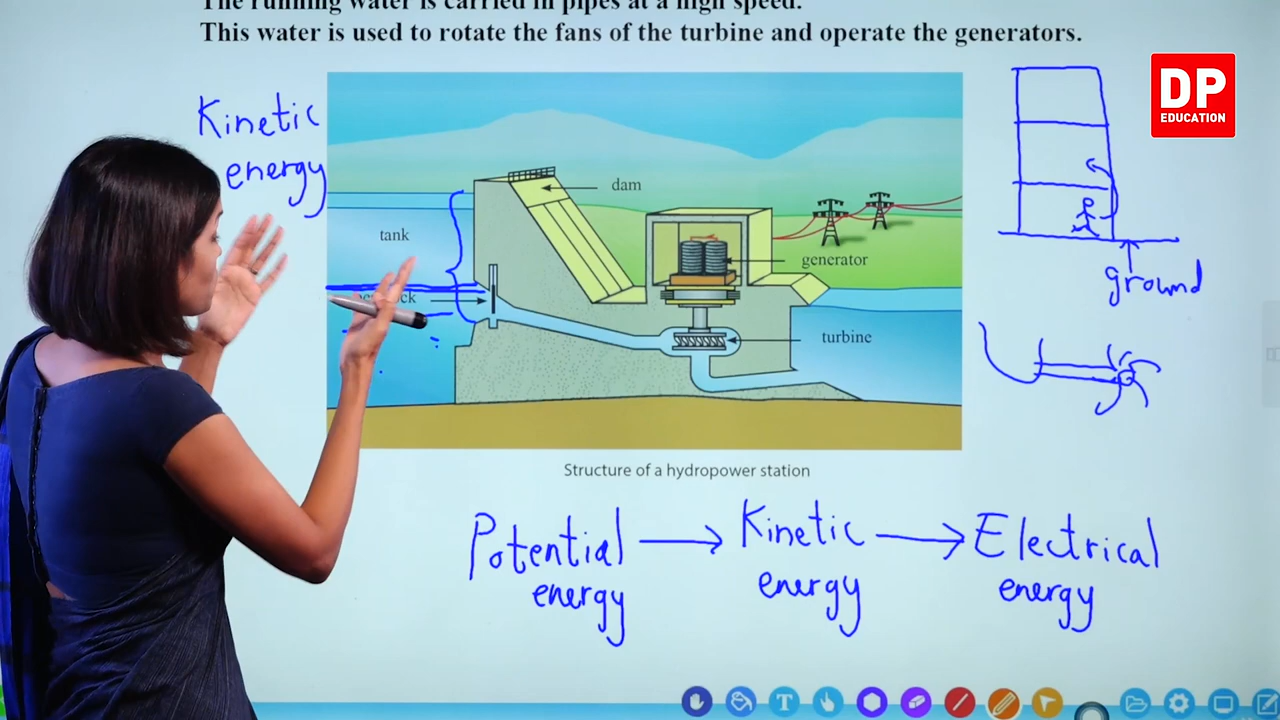 The running water is carried in pipes at a high speed.
This water is used to rotate the fans of the turbine and operate the generators.
DP
EDUCATION
Kinetic
energy
dam
tank
generator
turbine
ground
Structure of a hydropower station
Potential → Kinetic → Electrical
energy energy energy